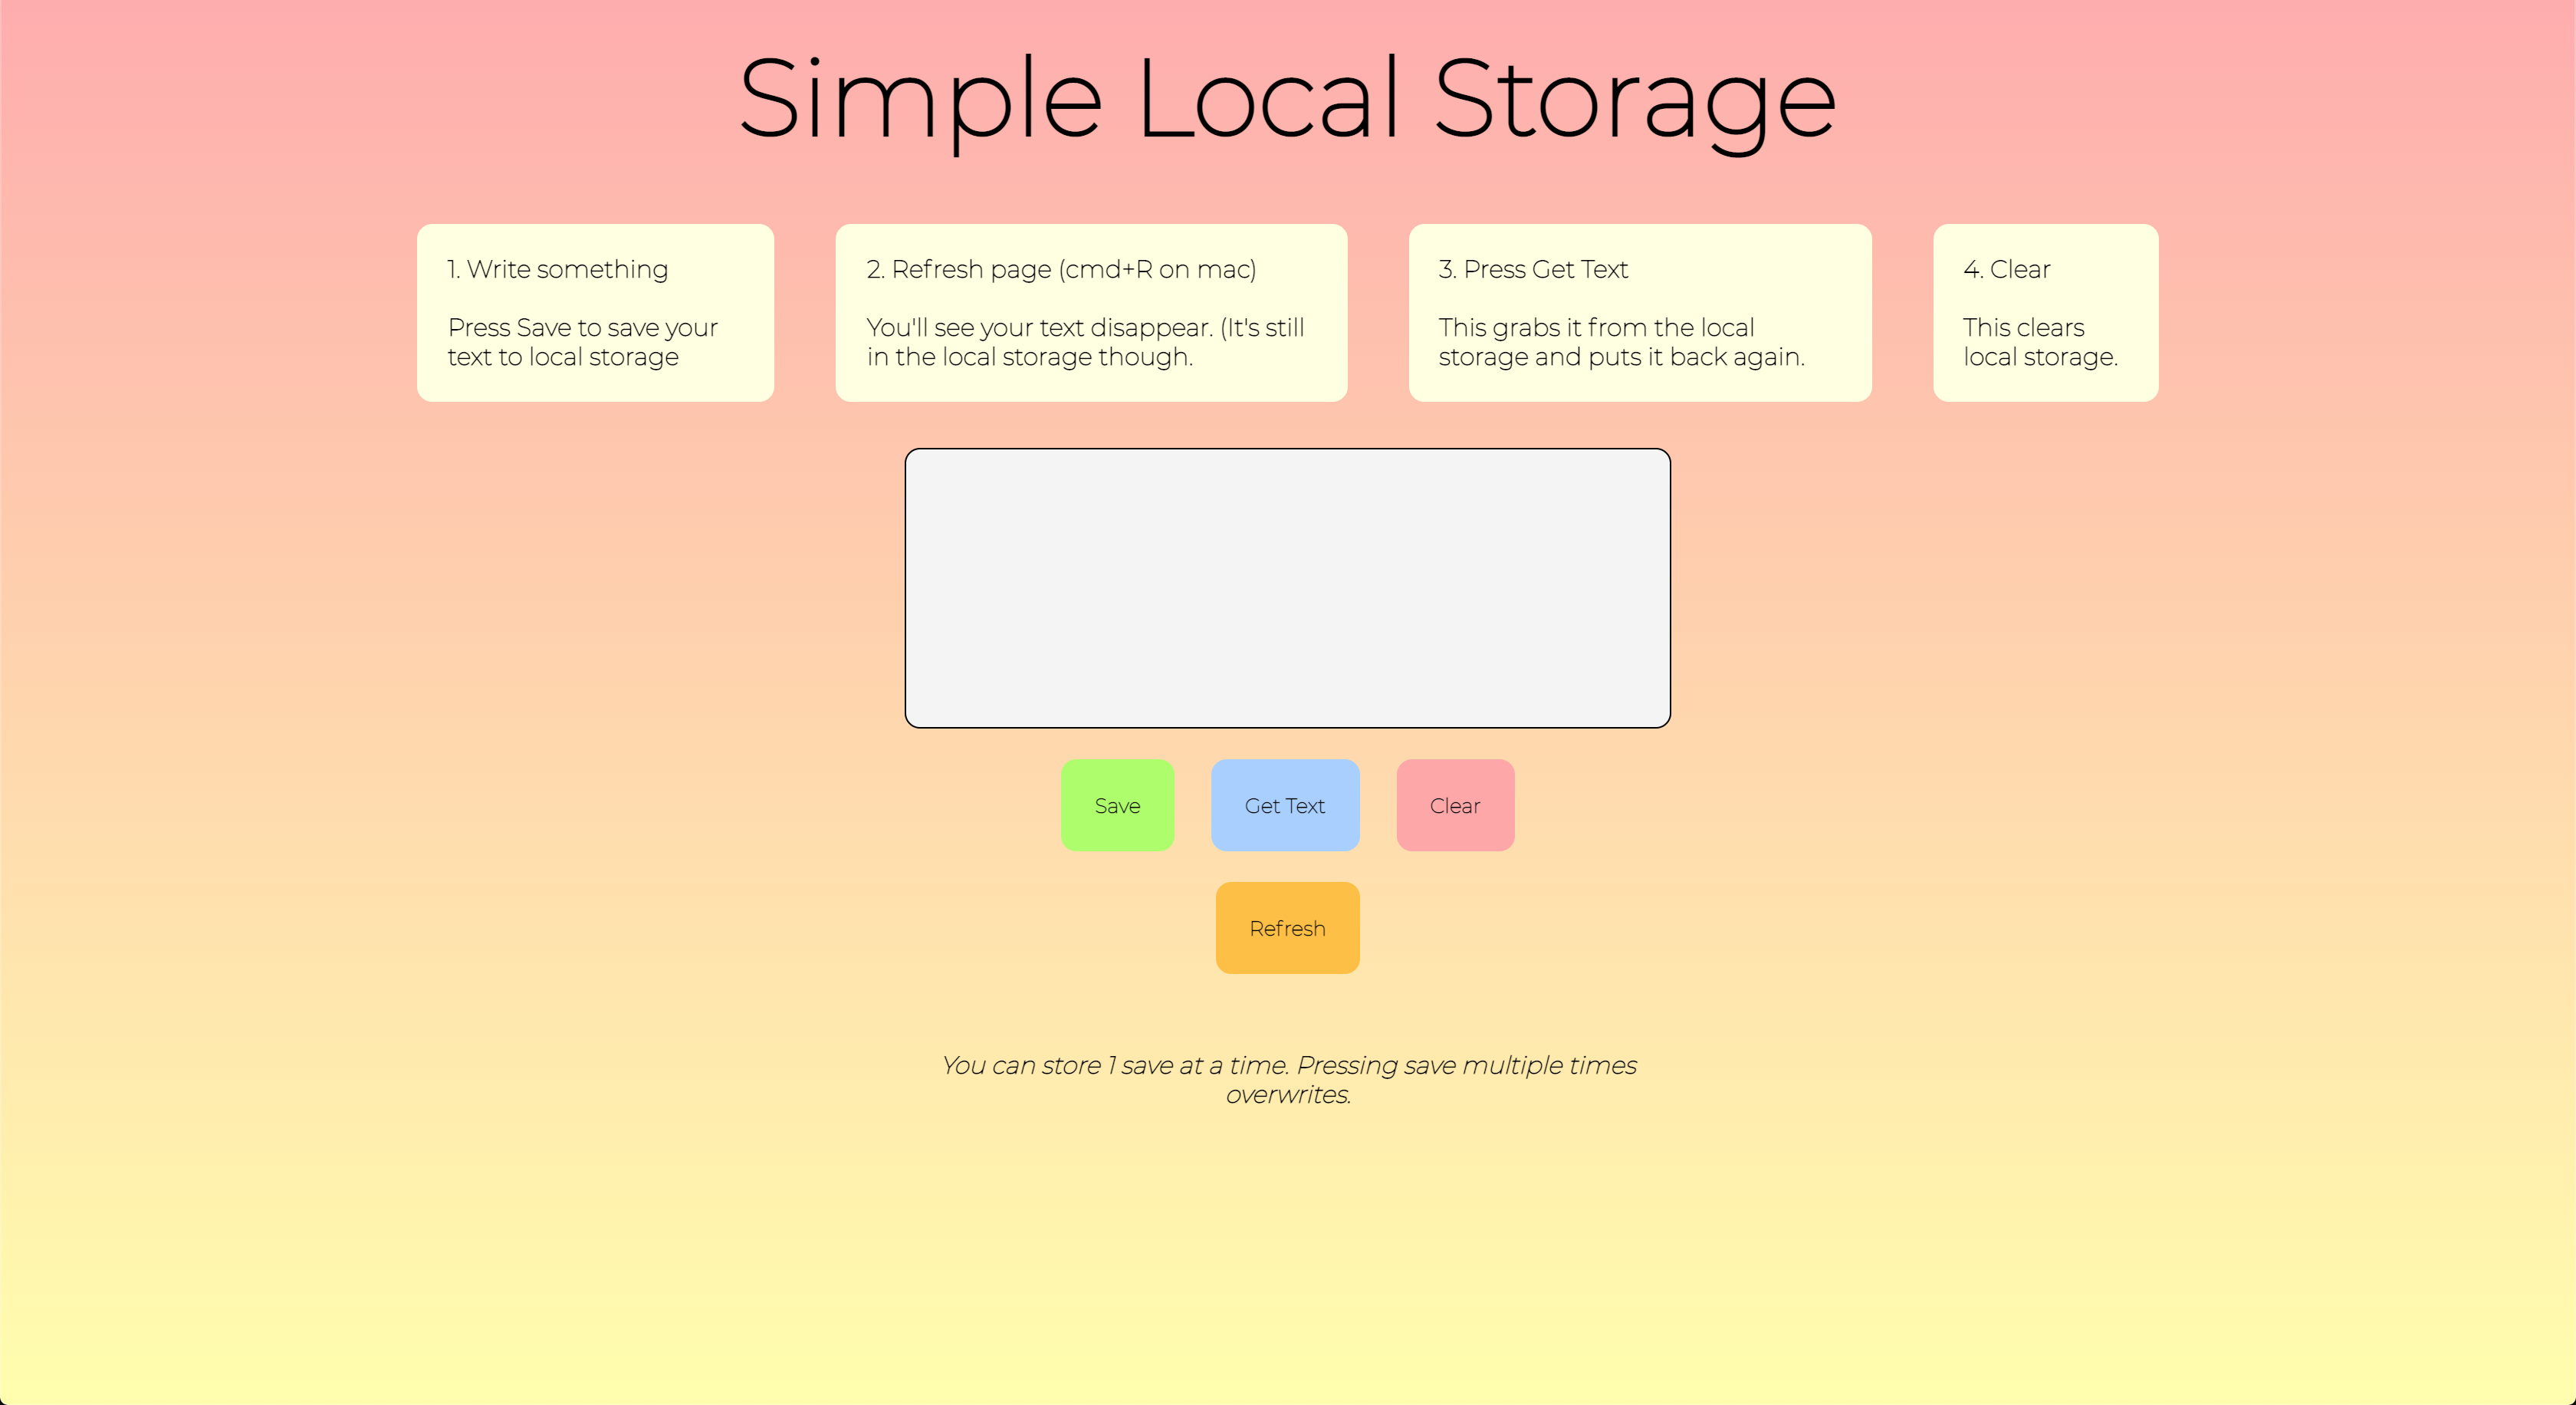 Simple Local Storage
1. Write something
Press Save to save your
text to local storage
2. Refresh page (cmd+R on mac)
You'll see your text disappear. (It's still
in the local storage though.
3. Press Get Text
This grabs it from the local
storage and puts it back again.
4. Clear
This clears
local storage.
Save
Get Text
Clear
Refresh
You can store 1 save at a time. Pressing save multiple times
overwrites.